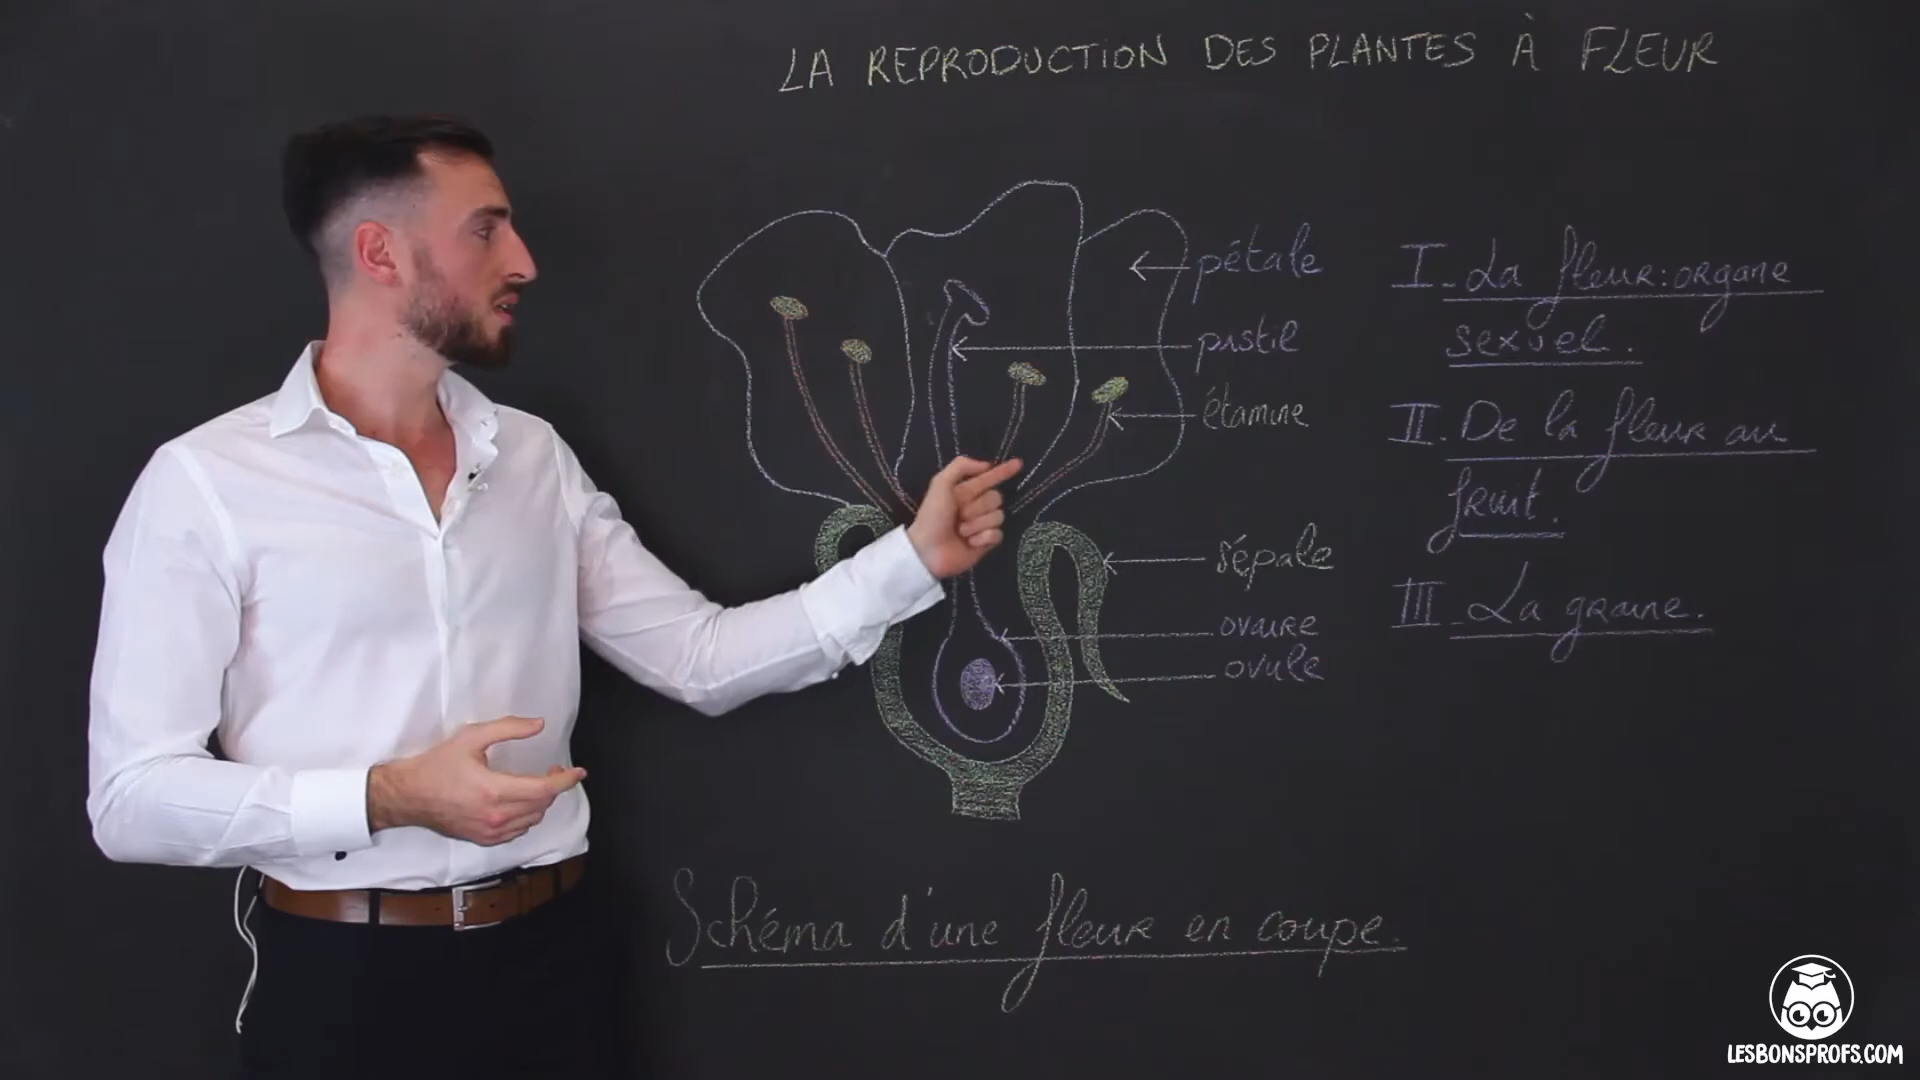 LA REPRODUCTION DES PLANTES À FLEUR
pétale
pistil
étamine
sépale
ovaire
ovule
I. La fleur : organe
sexuel.
II. De la fleur au
fruit.
III. La graine.
Schéma d'une fleur en coupe.
LESBONSPROFS.COM